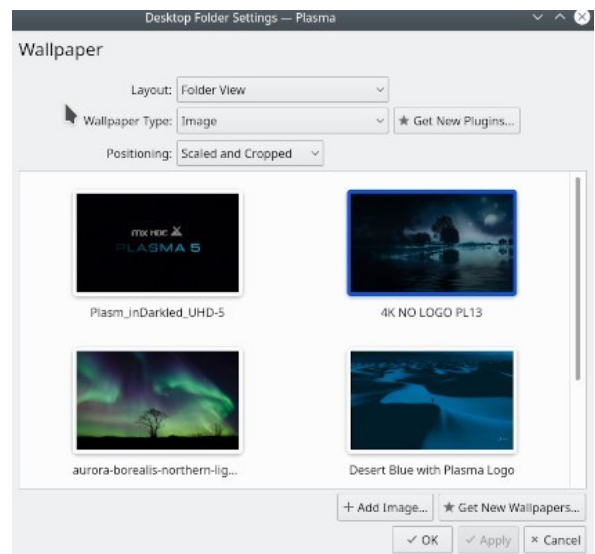 Desktop Folder Settings — Plasma
Wallpaper
Layout: Folder View
Wallpaper Type: Image ★ Get New Plugins...
Positioning: Scaled and Cropped
mx KDE
PLASMA 5
Plasm_inDarkled_UHD-5 4K NO LOGO PL13
aurora-borealis-northern-lig... Desert Blue with Plasma Logo
+ Add Image... ★ Get New Wallpapers...
✓ OK ✓ Apply × Cancel